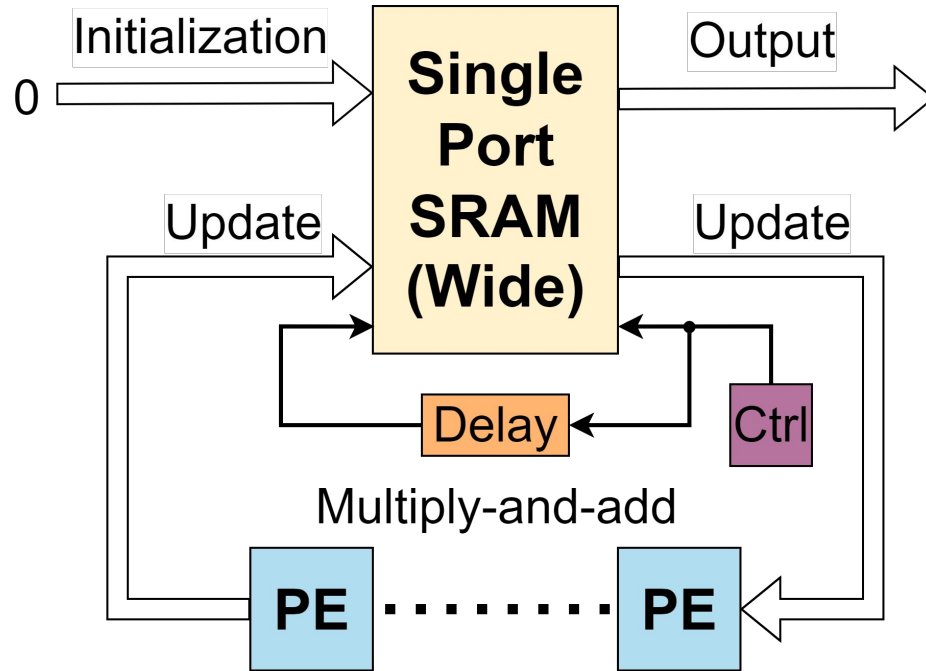 Initialization
Output
0
Single
Port
SRAM
(Wide)
Update
Update
Delay
Ctrl
Multiply-and-add
PE
PE